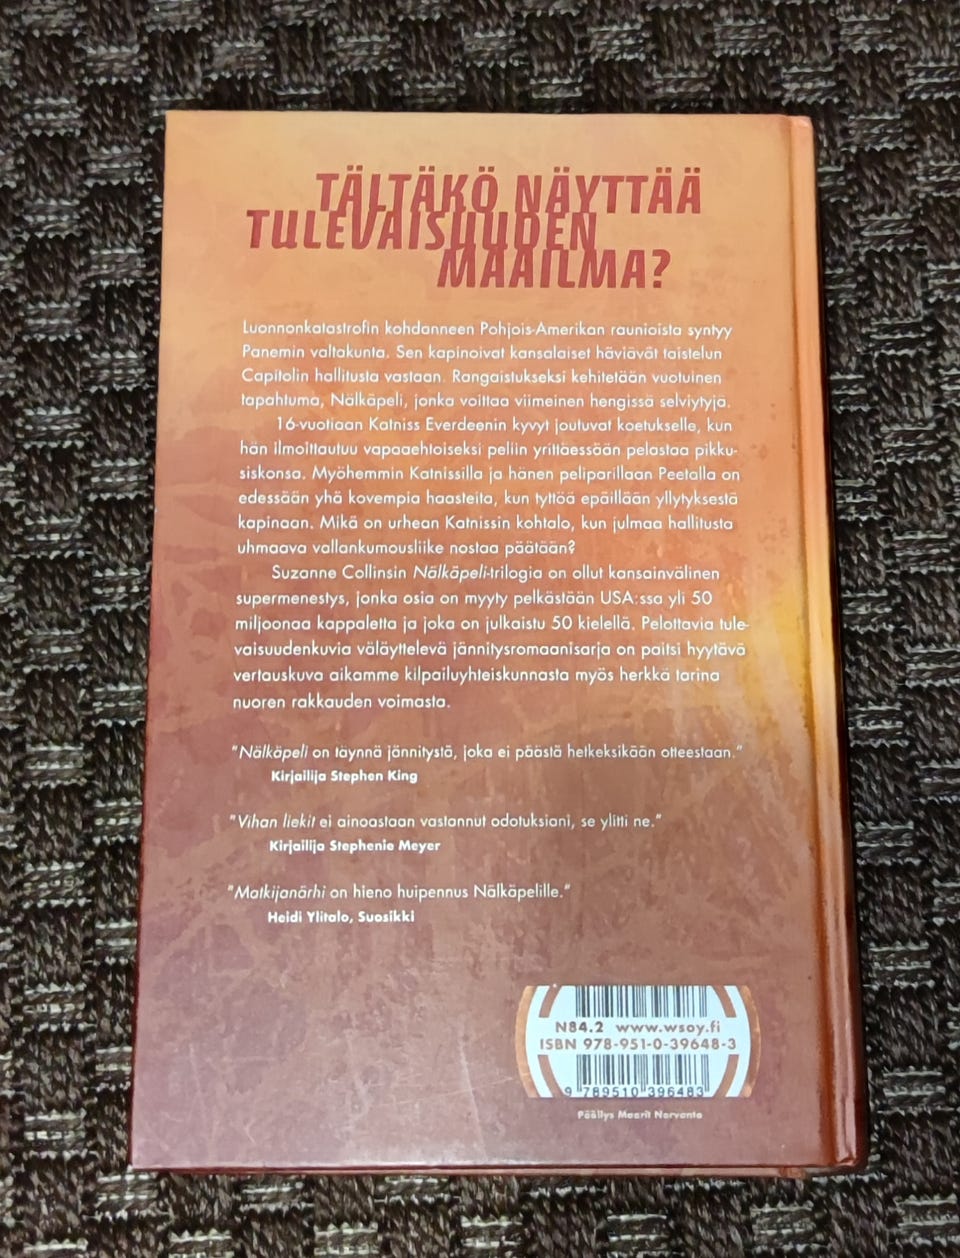 TÄLTÄKÖ NÄYTTÄÄ
TULEVAISUUDEN
MAAILMA?
Luonnonkatastrofin kohdanneen Pohjois-Amerikan raunioista syntyy
Panemin valtakunta. Sen kapinoivat kansalaiset häviävät taistelun
Capitolin hallitusta vastaan. Rangaistukseksi kehitetään vuotuinen
tapahtuma, Nälkäpeli, jonka voittaa viimeinen hengissä selviytyjä.
16-vuotiaan Katniss Everdeenin kyvyt joutuvat koetukselle, kun
hän ilmoittautuu vapaaehtoiseksi peliin yrittäessään pelastaa pikku-
siskonsa. Myöhemmin Katnissilla ja hänen peliparillaan Peetalla on
edessään yhä kovempia haasteita, kun tyttöä epäillään yllytyksestä
kapinaan. Mikä on urhean Katnissin kohtalo, kun julmaa hallitusta
uhmaava vallankumousliike nostaa päätään?
Suzanne Collinsin Nälkäpeli-trilogia on ollut kansainvälinen
supermenestys, jonka osia on myyty pelkästään USA:ssa yli 50
miljoonaa kappaletta ja joka on julkaistu 50 kielellä. Pelottavia tule-
vaisuudenkuvia väläyttelevä jännitysromaanisarja on paitsi hyytävä
vertauskuva aikamme kilpailuyhteiskunnasta myös herkkä tarina
nuoren rakkauden voimasta.
"Nälkäpeli on täynnä jännitystä, joka ei päästä hetkeksikään otteestaan."
Kirjailija Stephen King
"Vihan liekit ei ainoastaan vastannut odotuksiani, se ylitti ne."
Kirjailija Stephenie Meyer
"Matkijanärhi on hieno huipennus Nälkäpelille."
Heidi Ylitalo, Suosikki
N84.2 www.wsoy.fi
ISBN 978-951-0-39648-3
9 789510 396483
Päällys Maarit Norvanto